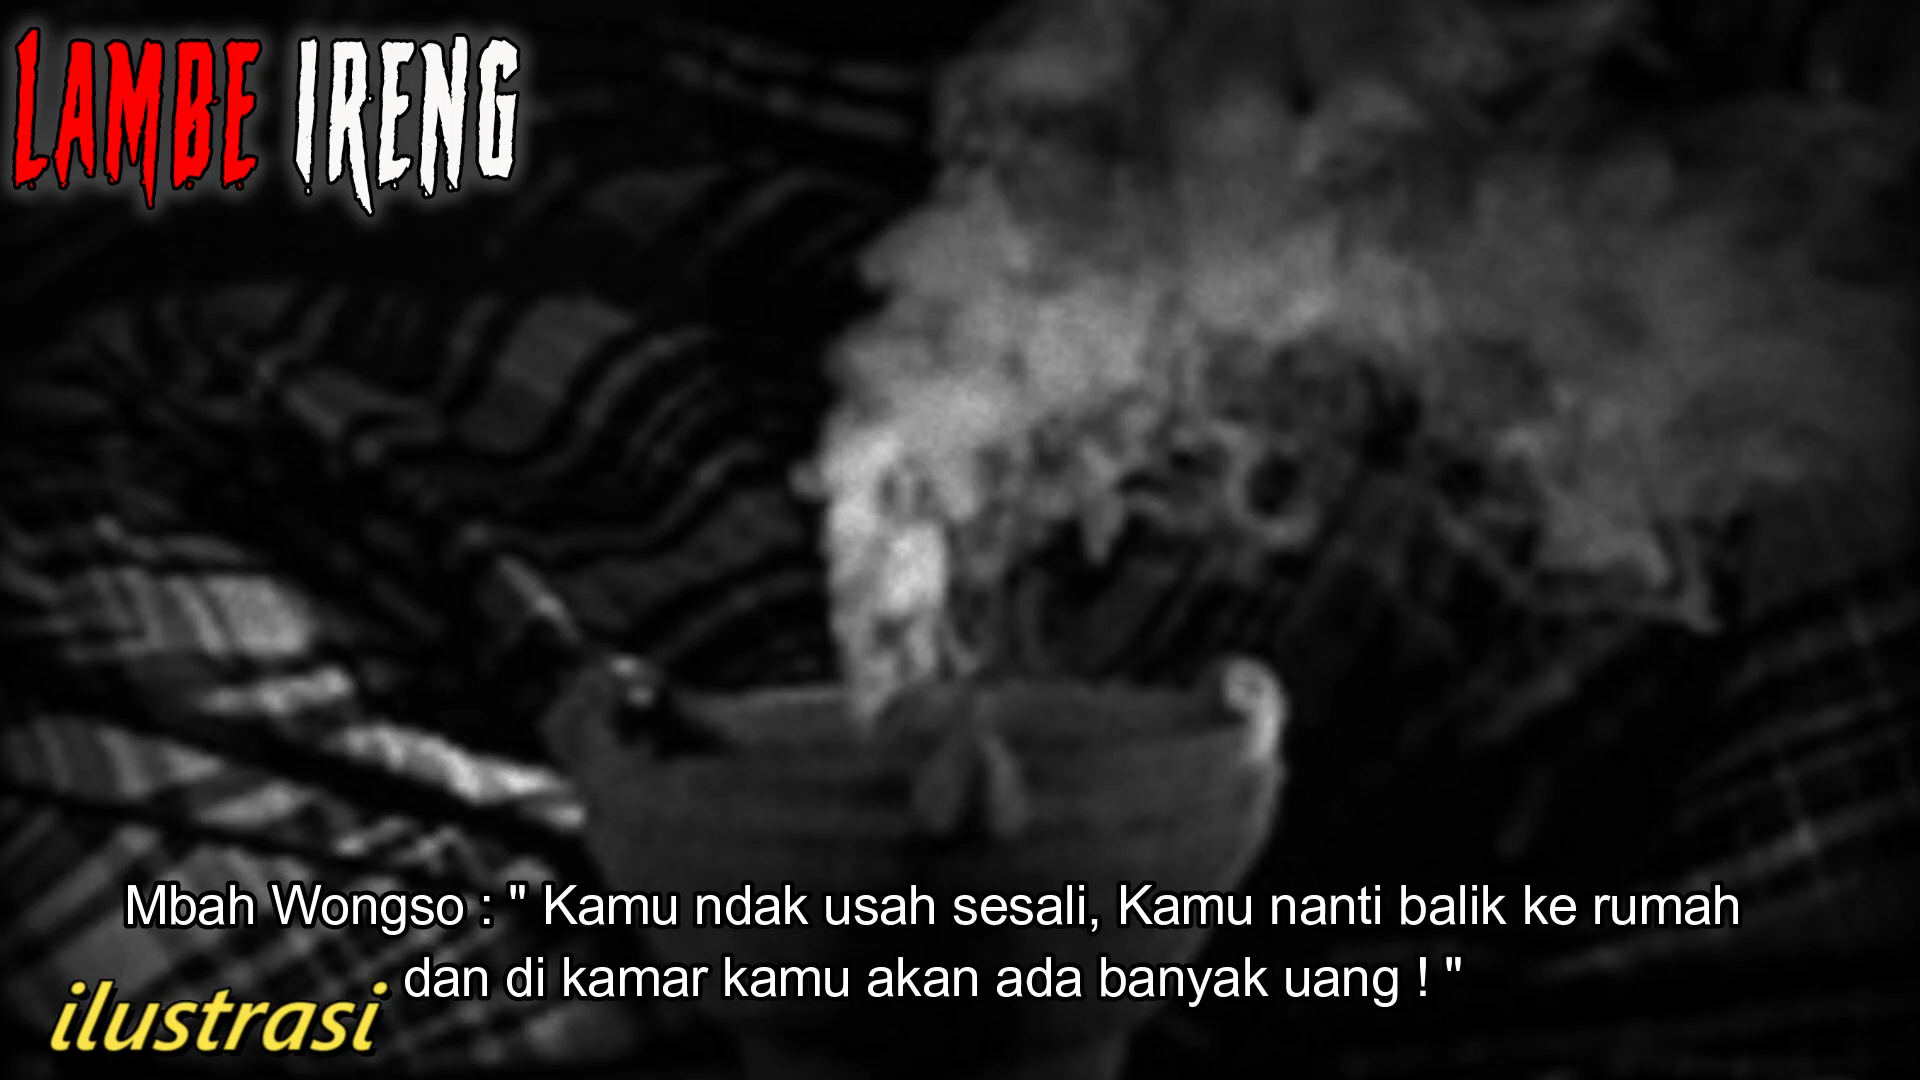 LAMBE IRENG
Mbah Wongso : " Kamu ndak usah sesali, Kamu nanti balik ke rumah
dan di kamar kamu akan ada banyak uang ! "
ilustrasi